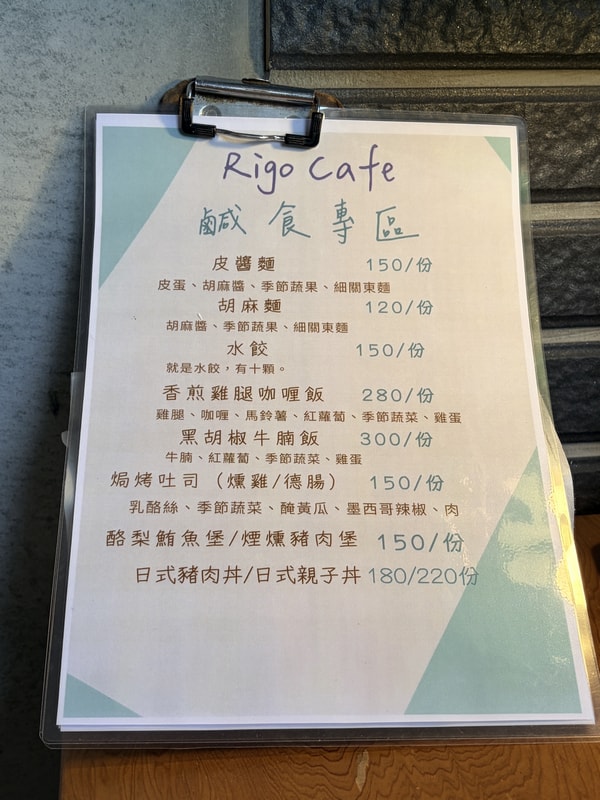 Rigo Cafe
鹹食專區
皮醬麵 150/份
皮蛋、胡麻醬、季節蔬果、細關東麵
胡麻麵 120/份
胡麻醬、季節蔬果、細關東麵
水餃 150/份
就是水餃，有十顆。
香煎雞腿咖喱飯 280/份
雞腿、咖喱、馬鈴薯、紅蘿蔔、季節蔬菜、雞蛋
黑胡椒牛腩飯 300/份
牛腩、紅蘿蔔、季節蔬菜、雞蛋
焗烤吐司（燻雞/德腸） 150/份
乳酪絲、季節蔬菜、醃黃瓜、墨西哥辣椒、肉
酪梨鮪魚堡/煙燻豬肉堡 150/份
日式豬肉丼/日式親子丼 180/220份